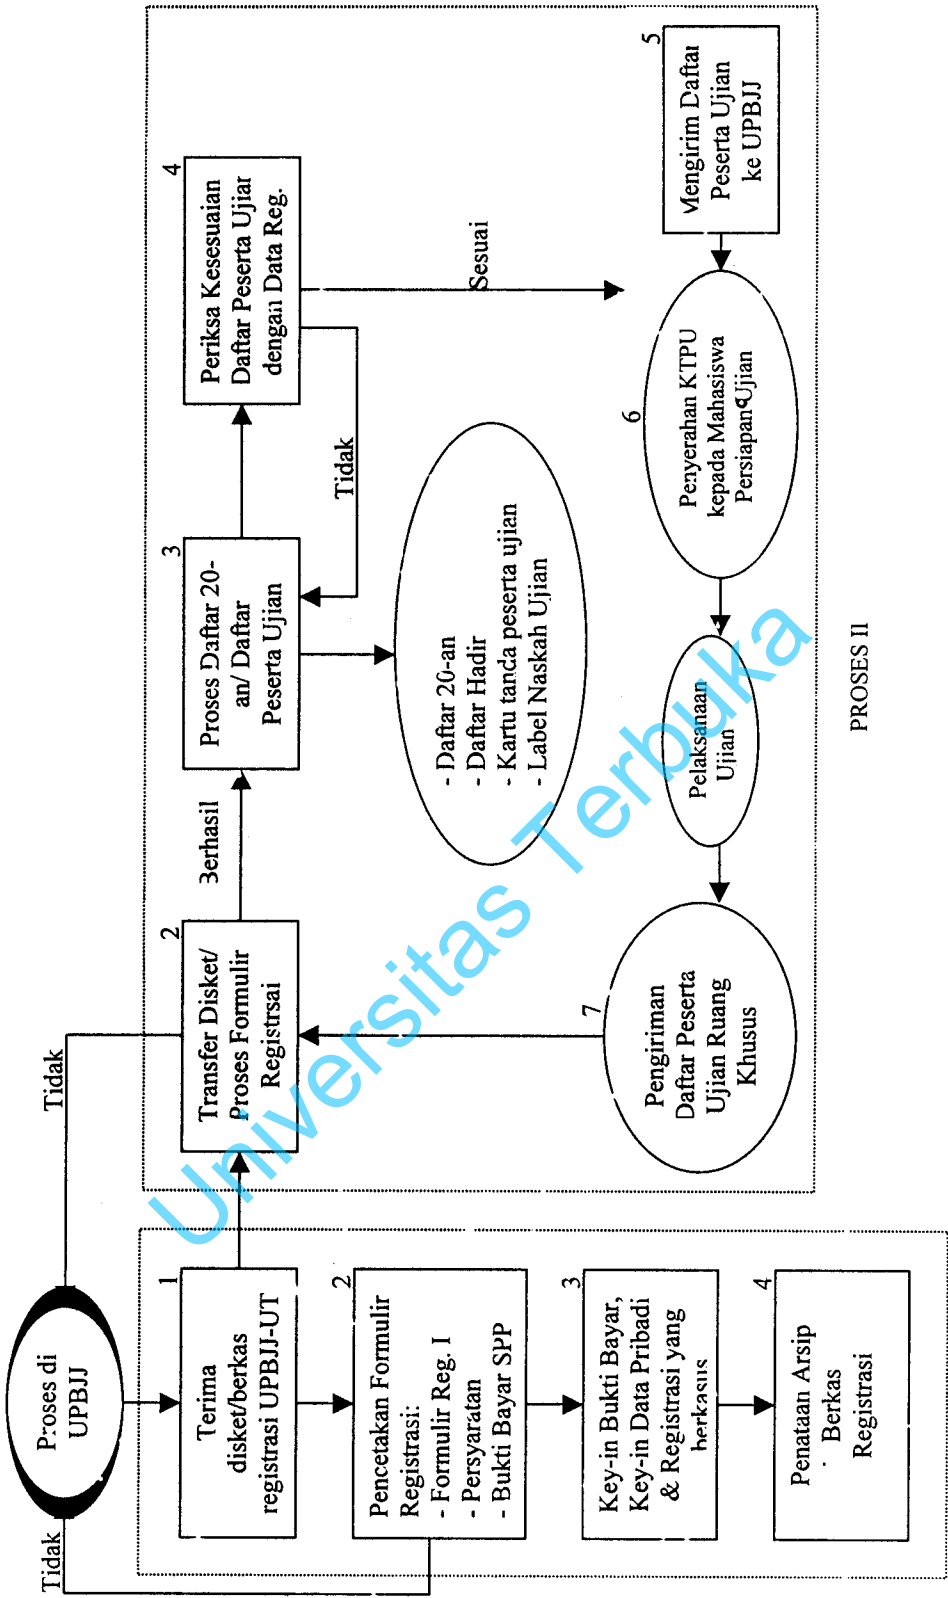 Proses di
UPBJJ
Tidak
Tidak
1
Terima
disket/berkas
registrasi UPBJJ-UT
2
Pencetakan Formulir
Registrasi:
- Formulir Reg. I
- Persyaratan
- Bukti Bayar SPP
3
Key-in Bukti Bayar,
Key-in Data Pribadi
& Registrasi yang
berkasus
4
Penataan Arsip
Berkas
Registrasi
2
Transfer Disket/
Proses Formulir
Registrsai
Berhasil
3
Proses Daftar 20-
an/ Daftar
Peserta Ujian
- Daftar 20-an
- Daftar Hadir
- Kartu tanda peserta ujian
- Label Naskah Ujian
Tidak
4
Periksa Kesesuaian
Daftar Peserta Ujian
dengan Data Reg.
Sesuai
5
Mengirim Daftar
Peserta Ujian
ke UPBJJ
6
Penyerahan KTPU
kepada Mahasiswa
Persiapan Ujian
Pelaksanaan
Ujian
7
Pengiriman
Daftar Peserta
Ujian Ruang
Khusus
PROSES II
Universitas Terbuka